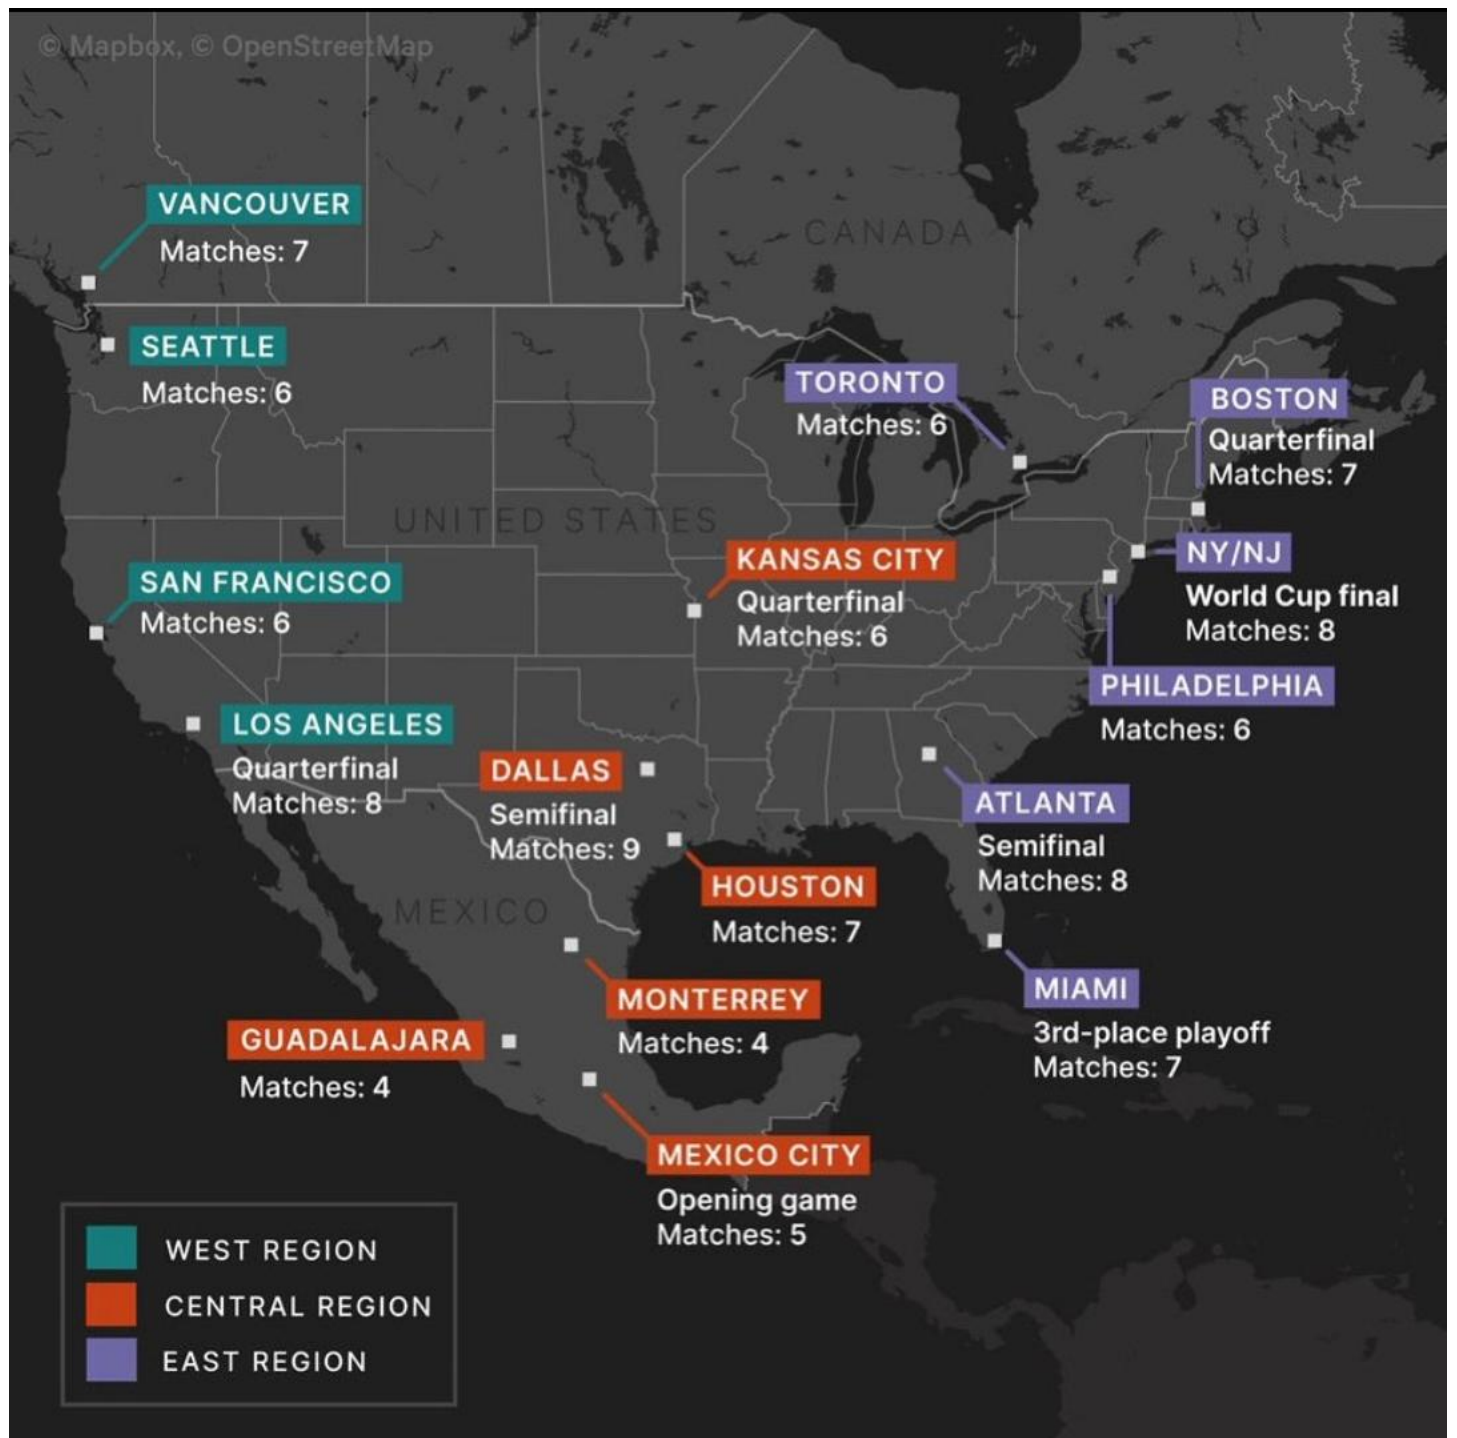 © Mapbox, © OpenStreetMap
VANCOUVER
Matches: 7
CANADA
SEATTLE
Matches: 6
TORONTO
Matches: 6
BOSTON
Quarterfinal
Matches: 7
UNITED STATES
KANSAS CITY
Quarterfinal
Matches: 6
NY/NJ
World Cup final
Matches: 8
SAN FRANCISCO
Matches: 6
PHILADELPHIA
Matches: 6
LOS ANGELES
Quarterfinal
Matches: 8
DALLAS
Semifinal
Matches: 9
ATLANTA
Semifinal
Matches: 8
HOUSTON
Matches: 7
MEXICO
MONTERREY
Matches: 4
MIAMI
3rd-place playoff
Matches: 7
GUADALAJARA
Matches: 4
MEXICO CITY
Opening game
Matches: 5
WEST REGION
CENTRAL REGION
EAST REGION